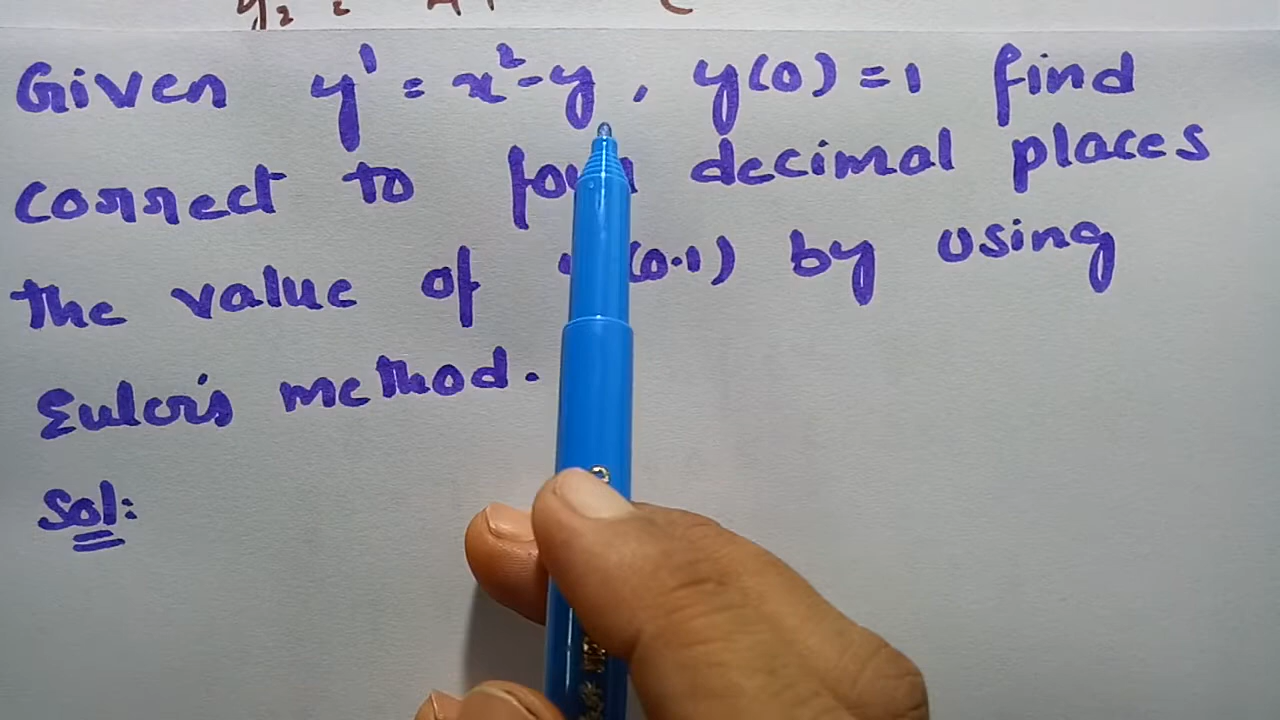 Given y' = x²-y, y(0) = 1 find
correct to decimal places
the value of (0.1) by using
Euler's method.
Sol: